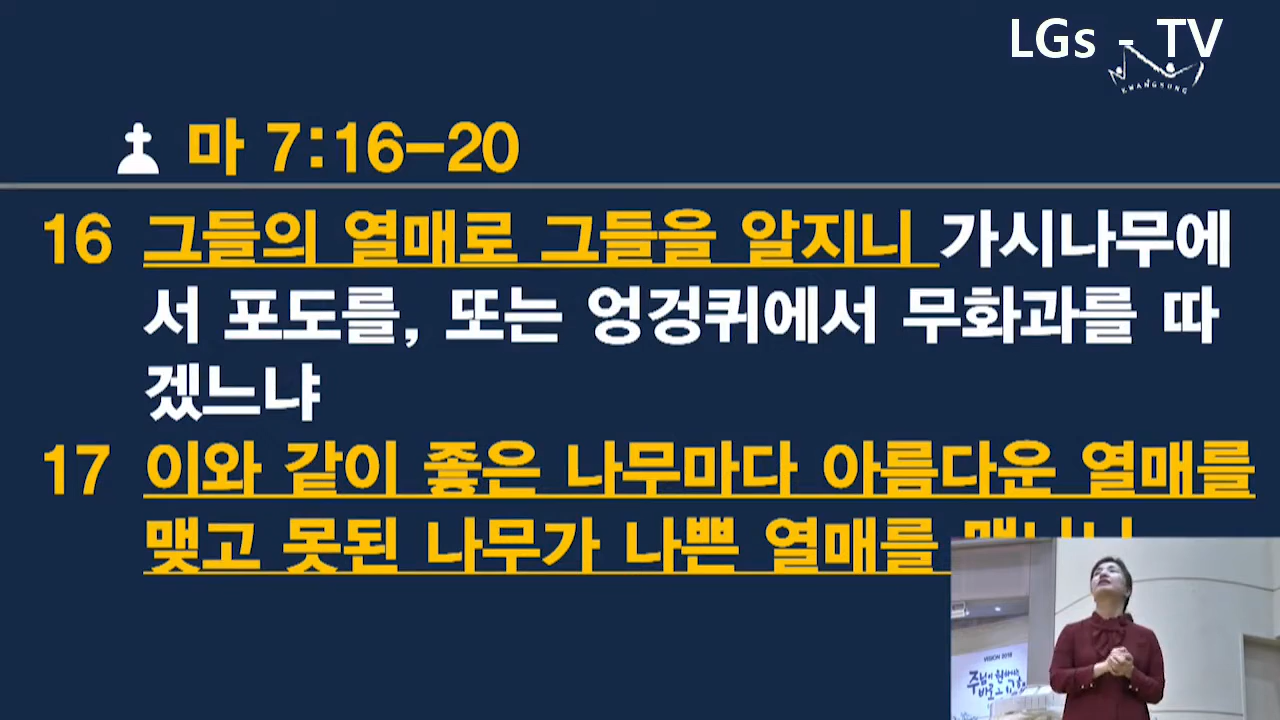 LGs - TV
KWANGSUNG
마 7:16-20
16 그들의 열매로 그들을 알지니 가시나무에
서 포도를, 또는 엉겅퀴에서 무화과를 따
겠느냐
17 이와 같이 좋은 나무마다 아름다운 열매를
맺고 못된 나무가 나쁜 열매를
VISION 2019